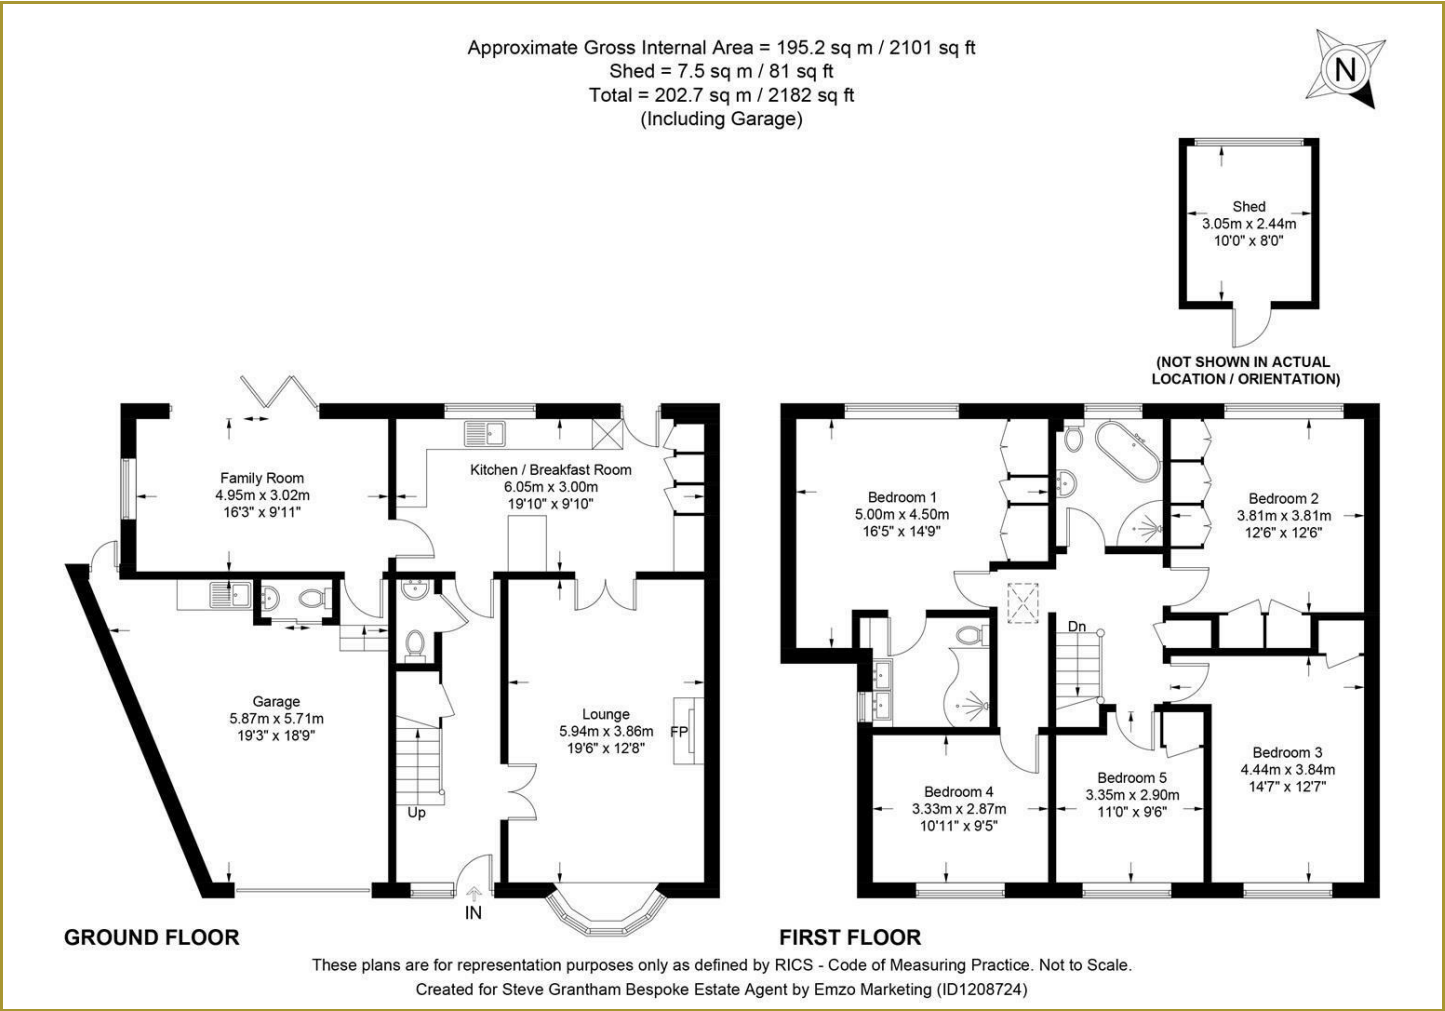 Approximate Gross Internal Area = 195.2 sq m / 2101 sq ft
Shed = 7.5 sq m / 81 sq ft
Total = 202.7 sq m / 2182 sq ft
(Including Garage)
N
Shed
3.05m x 2.44m
10'0" x 8'0"
(NOT SHOWN IN ACTUAL
LOCATION / ORIENTATION)
Family Room
4.95m x 3.02m
16'3" x 9'11"
Kitchen / Breakfast Room
6.05m x 3.00m
19'10" x 9'10"
Garage
5.87m x 5.71m
19'3" x 18'9"
Lounge
5.94m x 3.86m
19'6" x 12'8"
FP
Up
IN
GROUND FLOOR
Bedroom 1
5.00m x 4.50m
16'5" x 14'9"
Bedroom 2
3.81m x 3.81m
12'6" x 12'6"
Dn
Bedroom 3
4.44m x 3.84m
14'7" x 12'7"
Bedroom 4
3.33m x 2.87m
10'11" x 9'5"
Bedroom 5
3.35m x 2.90m
11'0" x 9'6"
FIRST FLOOR
These plans are for representation purposes only as defined by RICS - Code of Measuring Practice. Not to Scale.
Created for Steve Grantham Bespoke Estate Agent by Emzo Marketing (ID1208724)